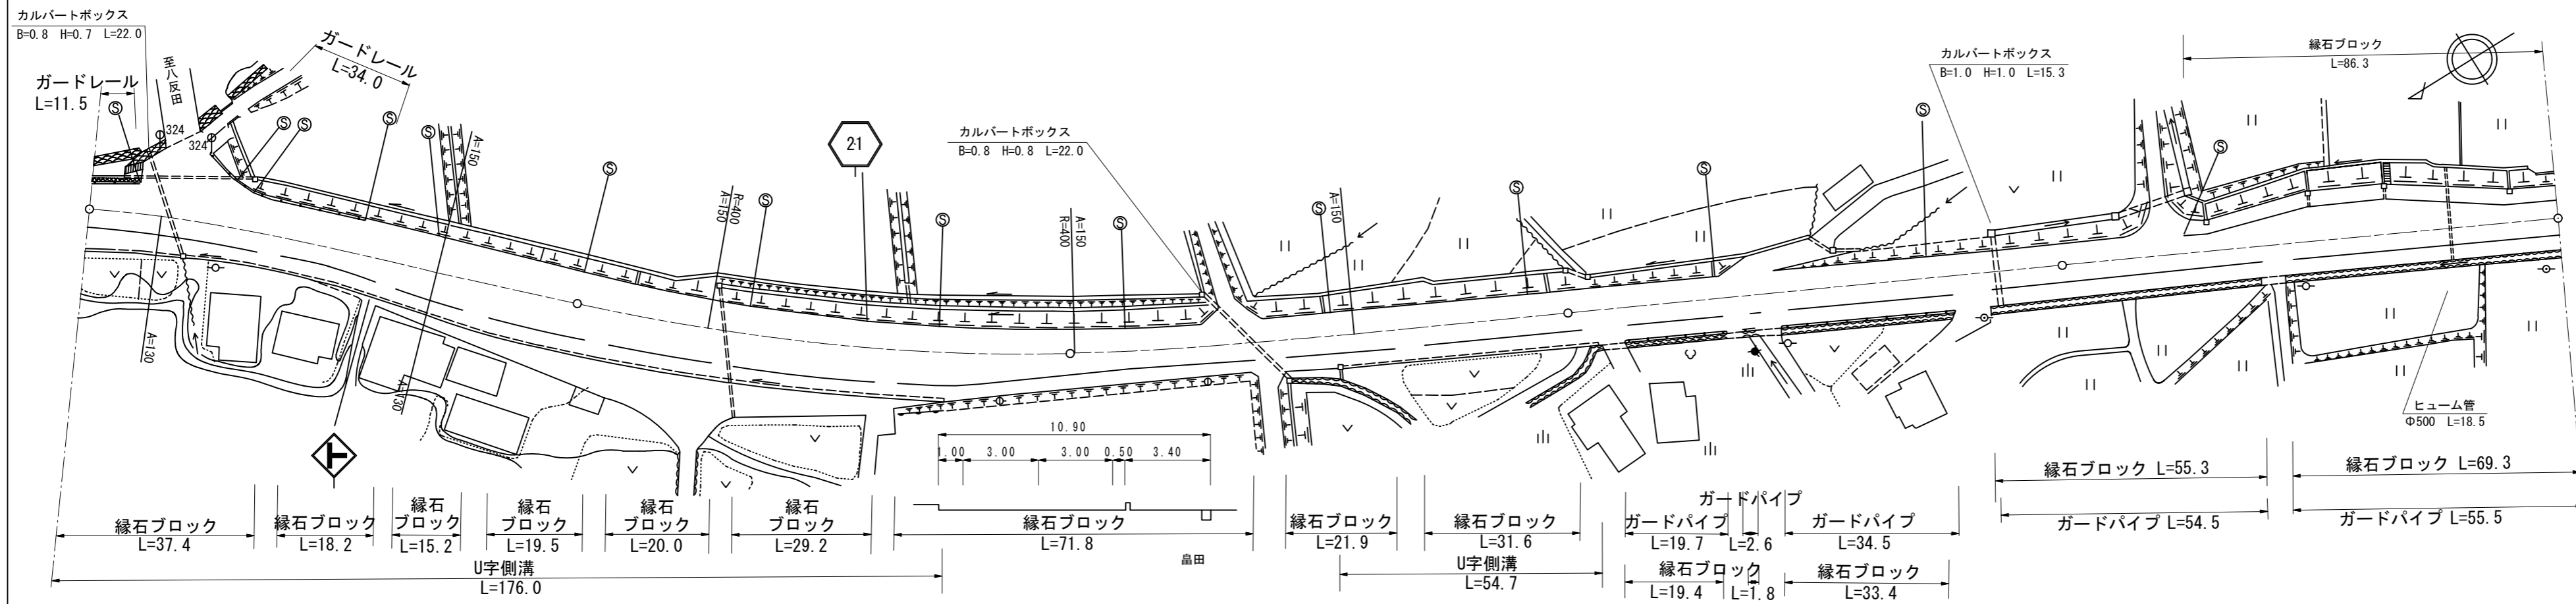 カルバートボックス
B=0.8 H=0.7 L=22.0
ガードレール
L=11.5
至八反田
ガードレール
L=34.0
Ⓢ
324
324
Ⓢ
Ⓢ
Ⓢ
Ⓢ
A=150
Ⓢ
R=400
A=150
Ⓢ
21
カルバートボックス
B=0.8 H=0.8 L=22.0
Ⓢ
A=150
R=400
Ⓢ
Ⓢ
A=150
Ⓢ
Ⓢ
Ⓢ
カルバートボックス
B=1.0 H=1.0 L=15.3
縁石ブロック
L=86.3
Ⓢ
A=130
A=130
ヒューム管
Φ500 L=18.5
10.90
1.00 3.00 3.00 0.50 3.40
縁石ブロック
L=37.4
縁石ブロック
L=18.2
縁石
ブロック
L=15.2
縁石
ブロック
L=19.5
縁石
ブロック
L=20.0
縁石
ブロック
L=29.2
縁石ブロック
L=71.8
縁石ブロック
L=21.9
縁石ブロック
L=31.6
ガードパイプ
L=19.7
ガードパイプ
L=2.6
ガードパイプ
L=34.5
縁石ブロック L=55.3
ガードパイプ L=54.5
縁石ブロック L=69.3
ガードパイプ L=55.5
U字側溝
L=176.0
畠田
U字側溝
L=54.7
縁石ブロック
L=19.4
L=1.8
縁石ブロック
L=33.4